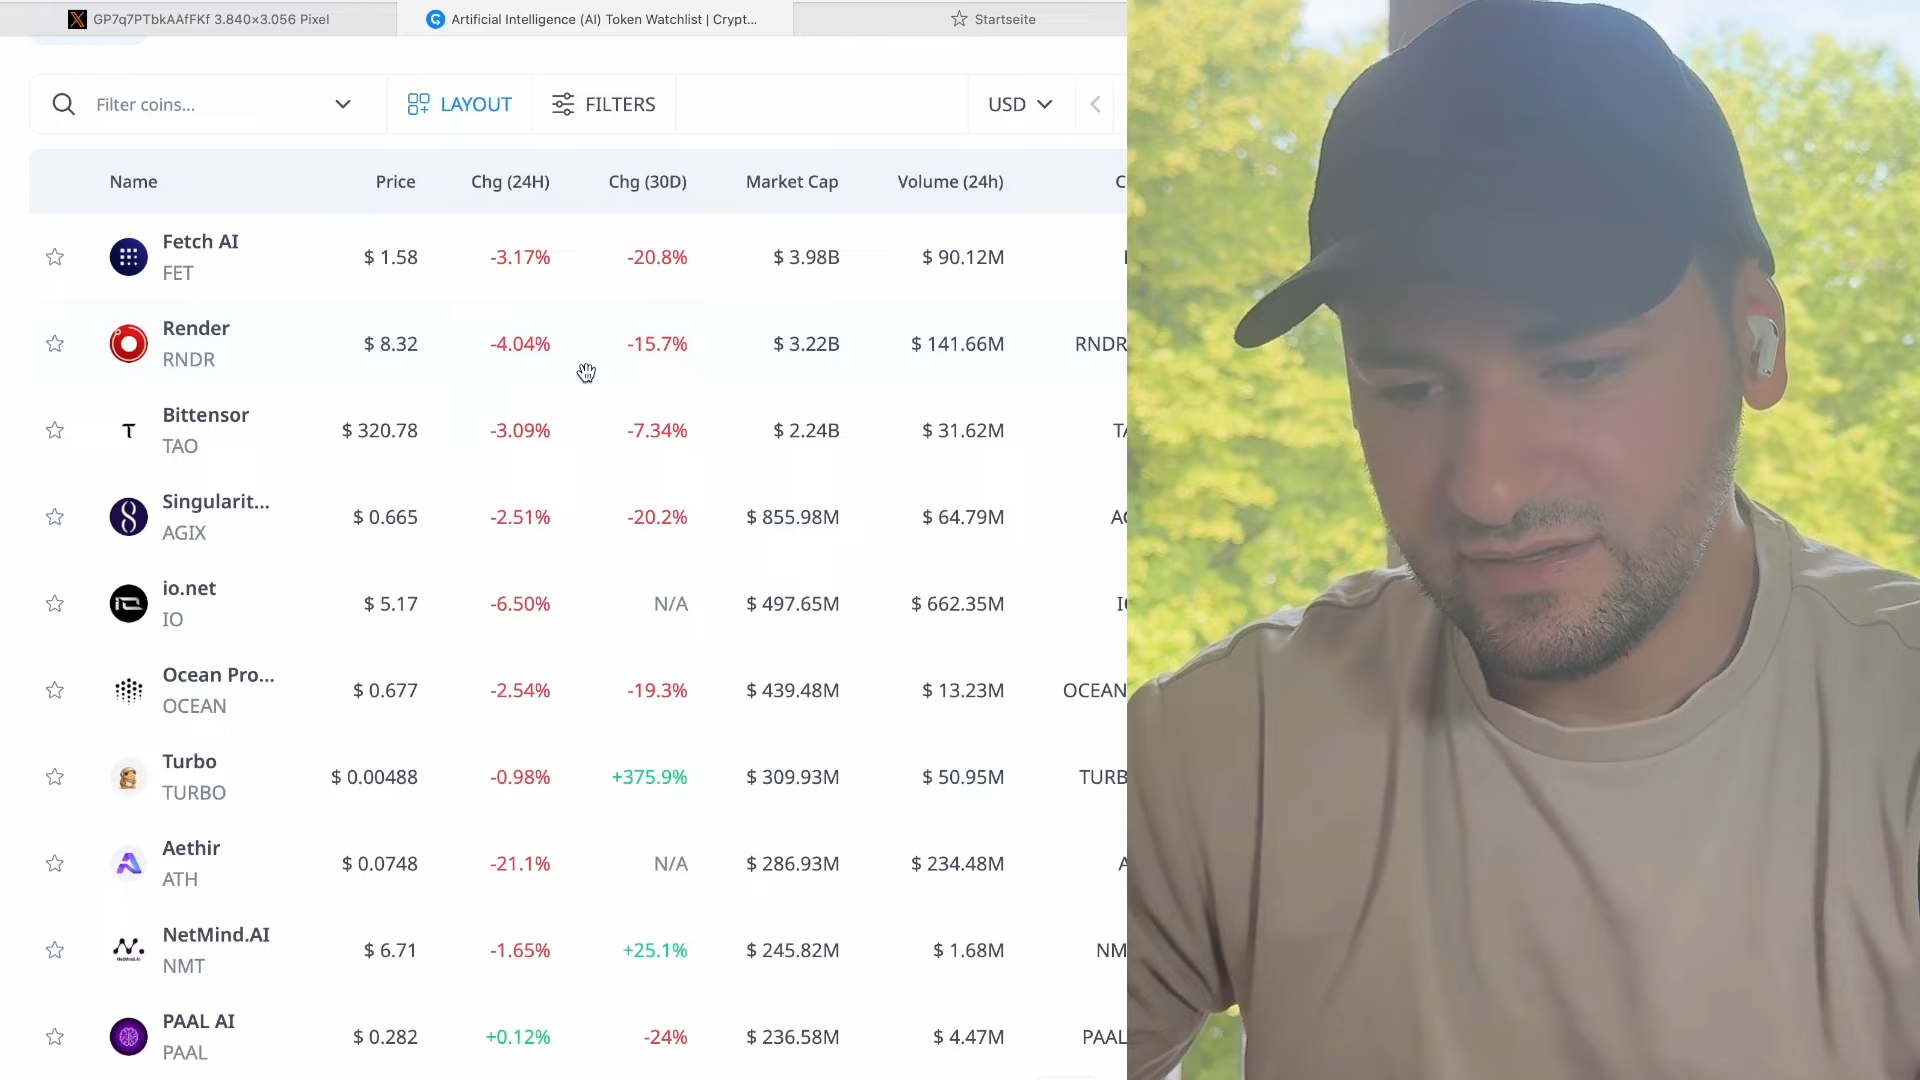 GP7q7PTbkAAfFKf 3.840×3.056 Pixel
Artificial Intelligence (AI) Token Watchlist | Crypt...
Startseite
Filter coins...
LAYOUT
FILTERS
USD
Name Price Chg (24H) Chg (30D) Market Cap Volume (24h) C
Fetch AI
FET
$ 1.58 -3.17% -20.8% $ 3.98B $ 90.12M
Render
RNDR
$ 8.32 -4.04% -15.7% $ 3.22B $ 141.66M RNDR
Bittensor
TAO
$ 320.78 -3.09% -7.34% $ 2.24B $ 31.62M TA
Singularit...
AGIX
$ 0.665 -2.51% -20.2% $ 855.98M $ 64.79M AG
io.net
IO
$ 5.17 -6.50% N/A $ 497.65M $ 662.35M IO
Ocean Pro...
OCEAN
$ 0.677 -2.54% -19.3% $ 439.48M $ 13.23M OCEAN
Turbo
TURBO
$ 0.00488 -0.98% +375.9% $ 309.93M $ 50.95M TURB
Aethir
ATH
$ 0.0748 -21.1% N/A $ 286.93M $ 234.48M A
NetMind.AI
NMT
$ 6.71 -1.65% +25.1% $ 245.82M $ 1.68M NM
PAAL AI
PAAL
$ 0.282 +0.12% -24% $ 236.58M $ 4.47M PAAL